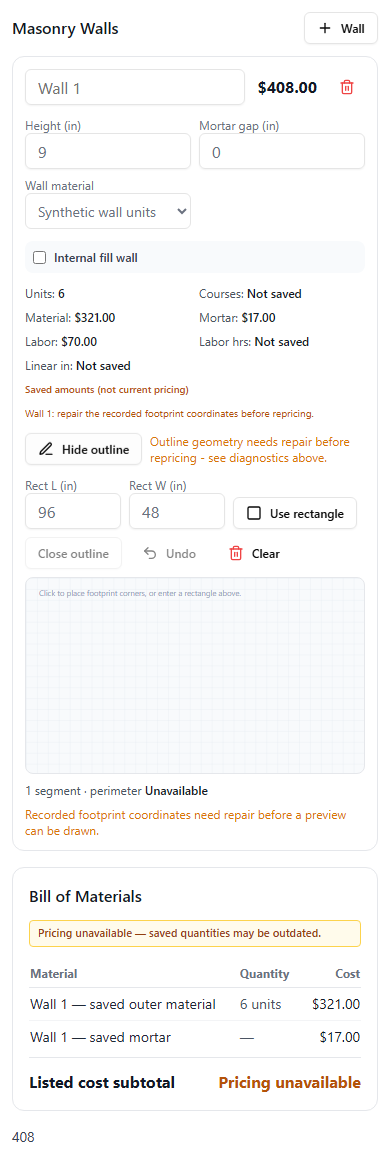 Masonry Walls
Wall
Wall 1
$408.00
Height (in)
Mortar gap (in)
9
0
Wall material
Synthetic wall units
Internal fill wall
Units: 6
Courses: Not saved
Material: $321.00
Mortar: $17.00
Labor: $70.00
Labor hrs: Not saved
Linear in: Not saved
Saved amounts (not current pricing)
Wall 1: repair the recorded footprint coordinates before repricing.
Hide outline
Outline geometry needs repair before
repricing - see diagnostics above.
Rect L (in)
Rect W (in)
96
48
Use rectangle
Close outline
Undo
Clear
Click to place footprint corners, or enter a rectangle above.
1 segment · perimeter Unavailable
Recorded footprint coordinates need repair before a preview
can be drawn.
Bill of Materials
Pricing unavailable — saved quantities may be outdated.
Material Quantity Cost
Wall 1 — saved outer material 6 units $321.00
Wall 1 — saved mortar — $17.00
Listed cost subtotal Pricing unavailable
408